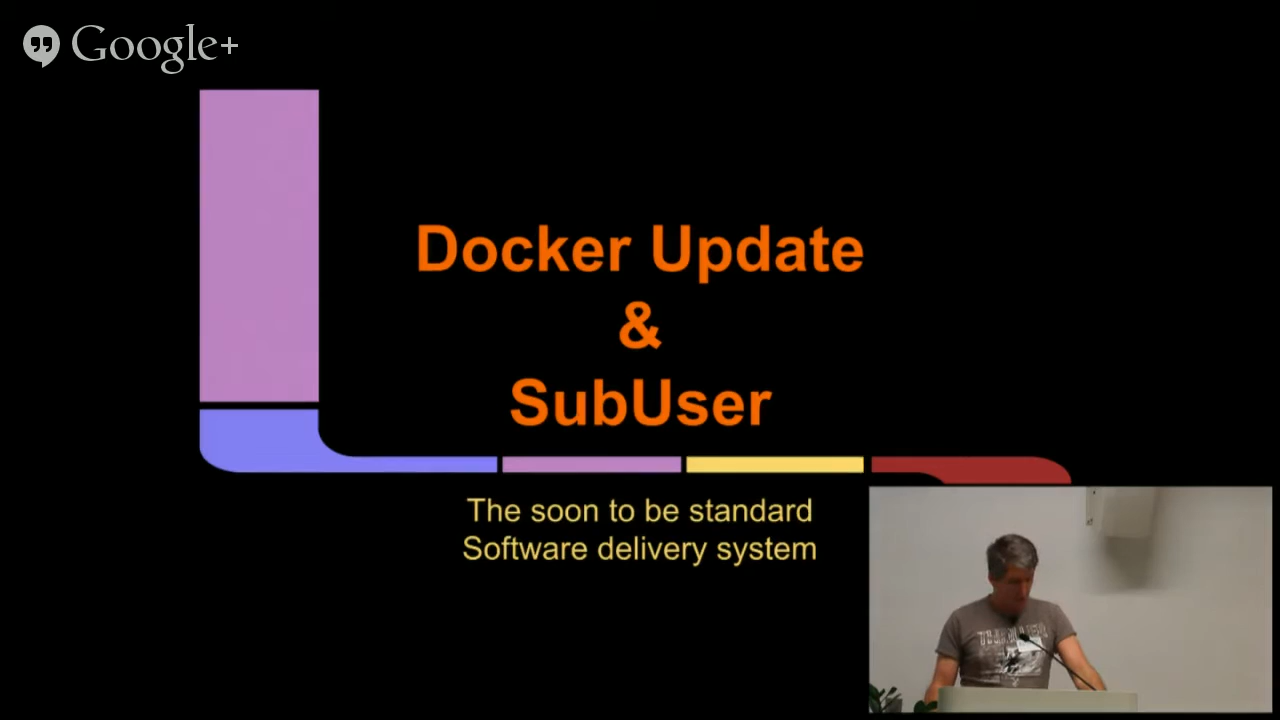 Google+
Docker Update
&
SubUser
The soon to be standard
Software delivery system